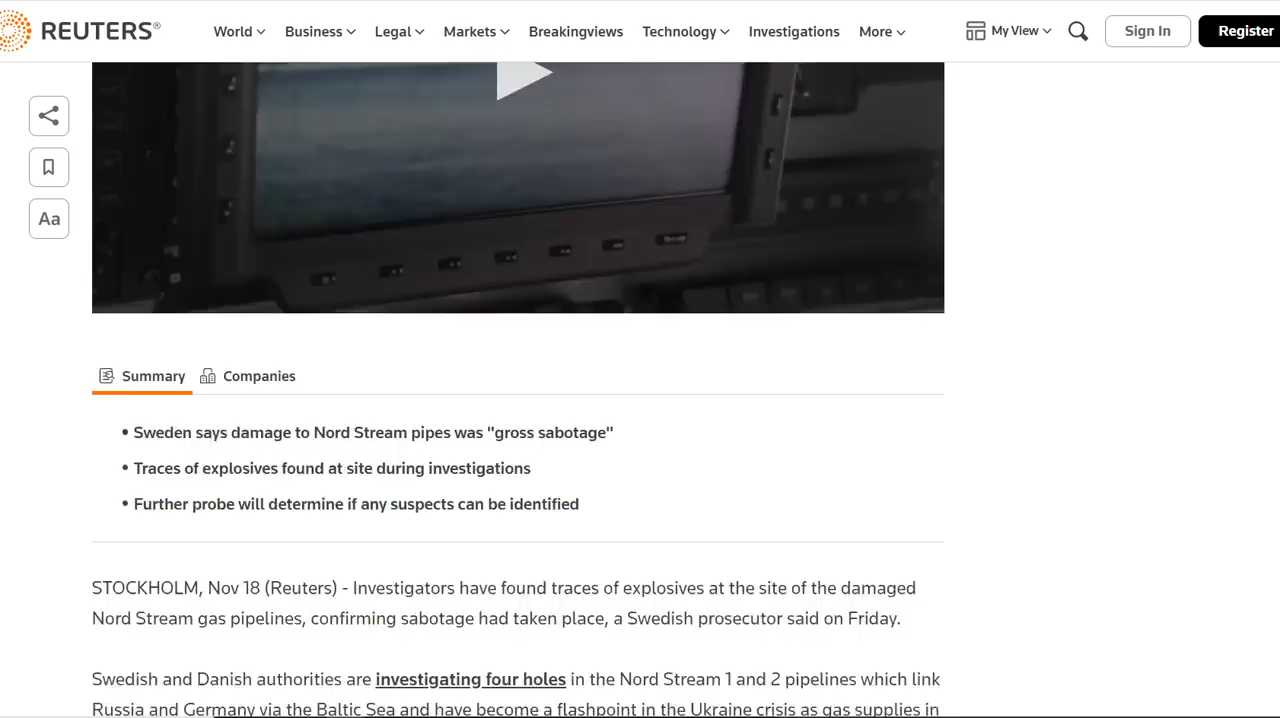 REUTERS®
World Business Legal Markets Breakingviews Technology Investigations More My View Sign In Register
Aa
Summary Companies
• Sweden says damage to Nord Stream pipes was "gross sabotage"
• Traces of explosives found at site during investigations
• Further probe will determine if any suspects can be identified
STOCKHOLM, Nov 18 (Reuters) - Investigators have found traces of explosives at the site of the damaged
Nord Stream gas pipelines, confirming sabotage had taken place, a Swedish prosecutor said on Friday.
Swedish and Danish authorities are investigating four holes in the Nord Stream 1 and 2 pipelines which link
Russia and Germany via the Baltic Sea and have become a flashpoint in the Ukraine crisis as gas supplies in